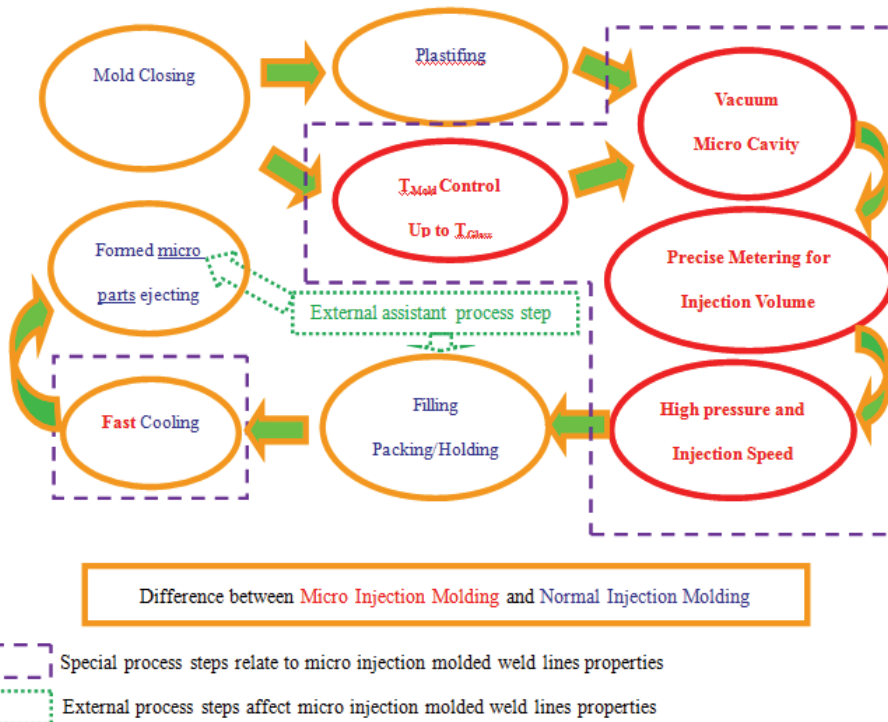 Mold Closing
Plastifing
Vacuum
Micro Cavity
T Mold Control
Up to T Glass
Formed micro
parts ejecting
Precise Metering for
Injection Volume
External assistant process step
Fast Cooling
Filling
Packing/Holding
High pressure and
Injection Speed
Difference between Micro Injection Molding and Normal Injection Molding
Special process steps relate to micro injection molded weld lines properties
External process steps affect micro injection molded weld lines properties